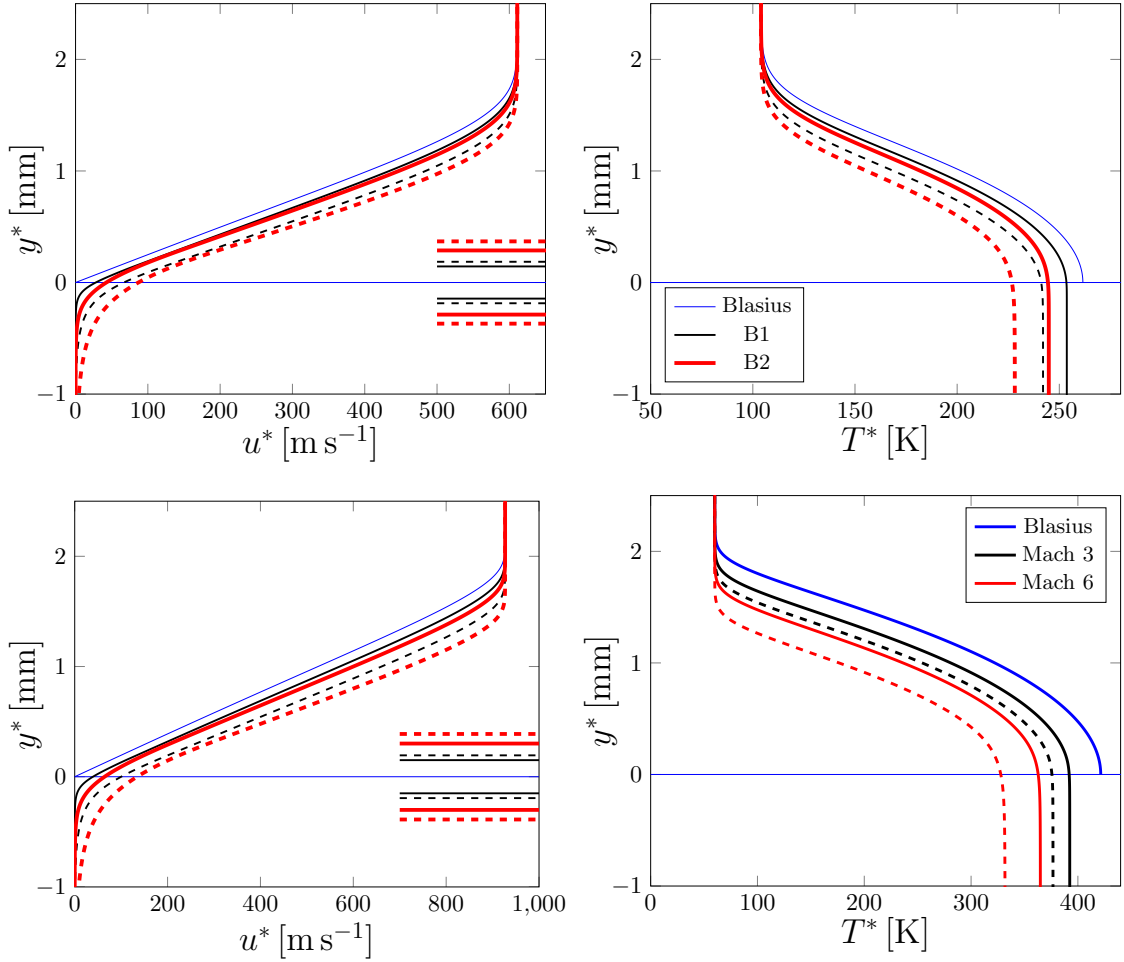 2
1
0
−1
y* [mm]
0 100 200 300 400 500 600
u* [m s⁻¹]
2
1
0
−1
y* [mm]
Blasius
B1
B2
50 100 150 200 250
T* [K]
2
1
0
−1
y* [mm]
0 200 400 600 800 1,000
u* [m s⁻¹]
2
1
0
−1
y* [mm]
Blasius
Mach 3
Mach 6
0 100 200 300 400
T* [K]